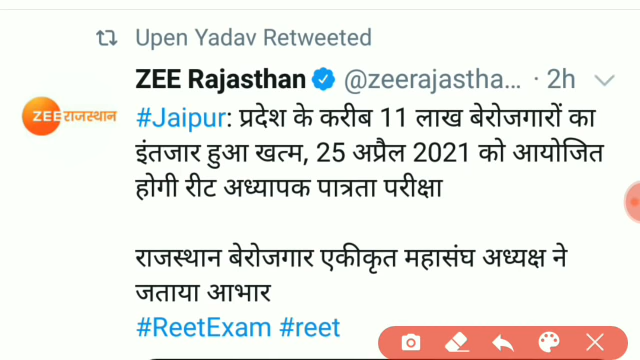 Upen Yadav Retweeted
ZEE Rajasthan @zeerajastha... · 2h
ZEE राजस्थान
#Jaipur: प्रदेश के करीब 11 लाख बेरोजगारों का
इंतजार हुआ खत्म, 25 अप्रैल 2021 को आयोजित
होगी रीट अध्यापक पात्रता परीक्षा
राजस्थान बेरोजगार एकीकृत महासंघ अध्यक्ष ने
जताया आभार
#ReetExam #reet